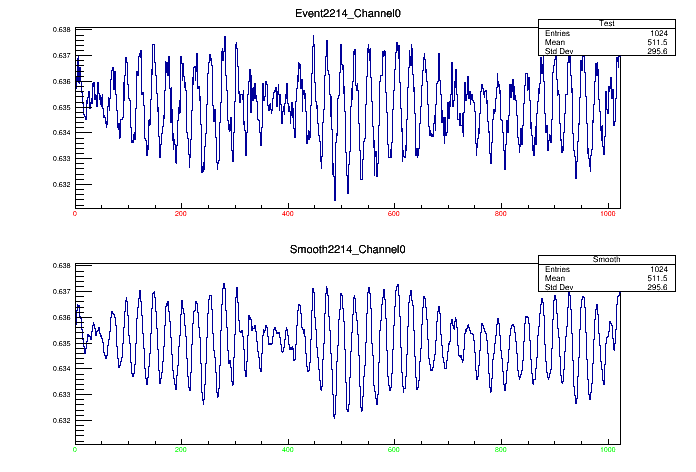 Event2214_Channel0
Test
Entries 1024
Mean 511.5
Std Dev 295.6
0.638
0.637
0.636
0.635
0.634
0.633
0.632
0 200 400 600 800 1000
Smooth2214_Channel0
Smooth
Entries 1024
Mean 511.5
Std Dev 295.6
0.638
0.637
0.636
0.635
0.634
0.633
0.632
0 200 400 600 800 1000